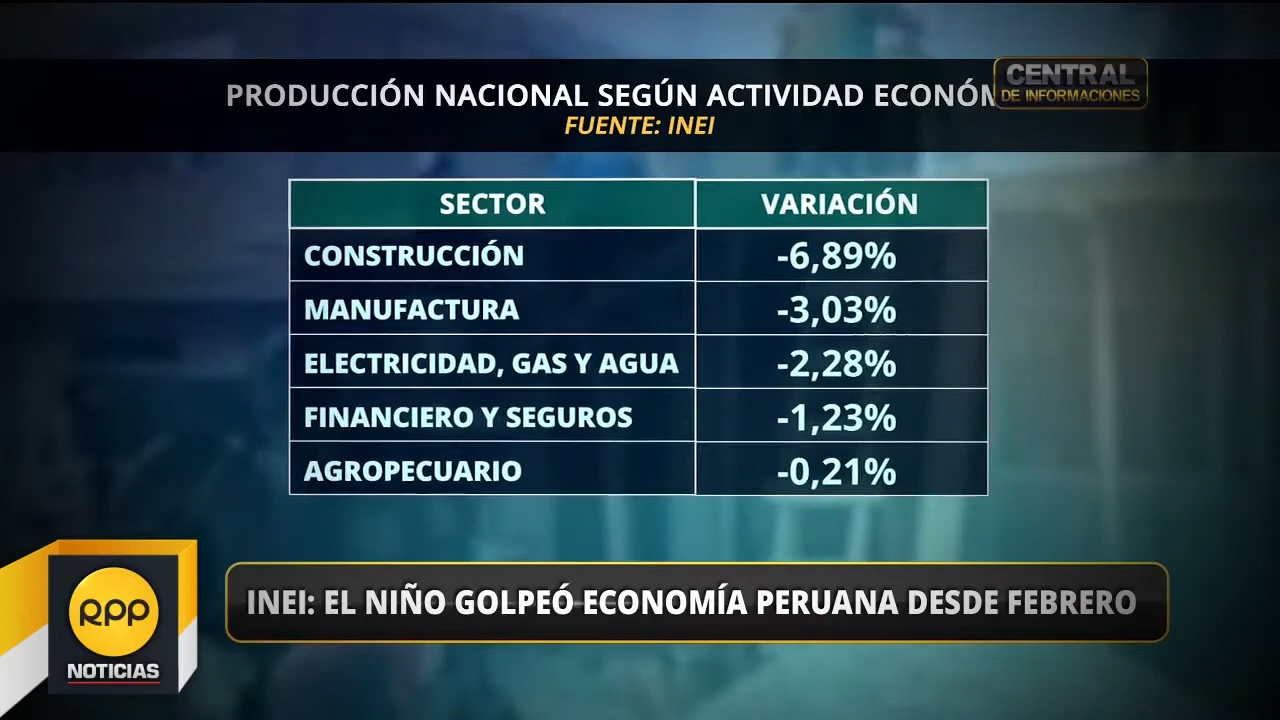 PRODUCCIÓN NACIONAL SEGÚN ACTIVIDAD
CENTRAL
DE INFORMACIONES
FUENTE: INEI
SECTOR VARIACIÓN
CONSTRUCCIÓN -6,89%
MANUFACTURA -3,03%
ELECTRICIDAD, GAS Y AGUA -2,28%
FINANCIERO Y SEGUROS -1,23%
AGROPECUARIO -0,21%
INEI: EL NIÑO GOLPEÓ ECONOMÍA PERUANA DESDE FEBRERO
RPP
NOTICIAS